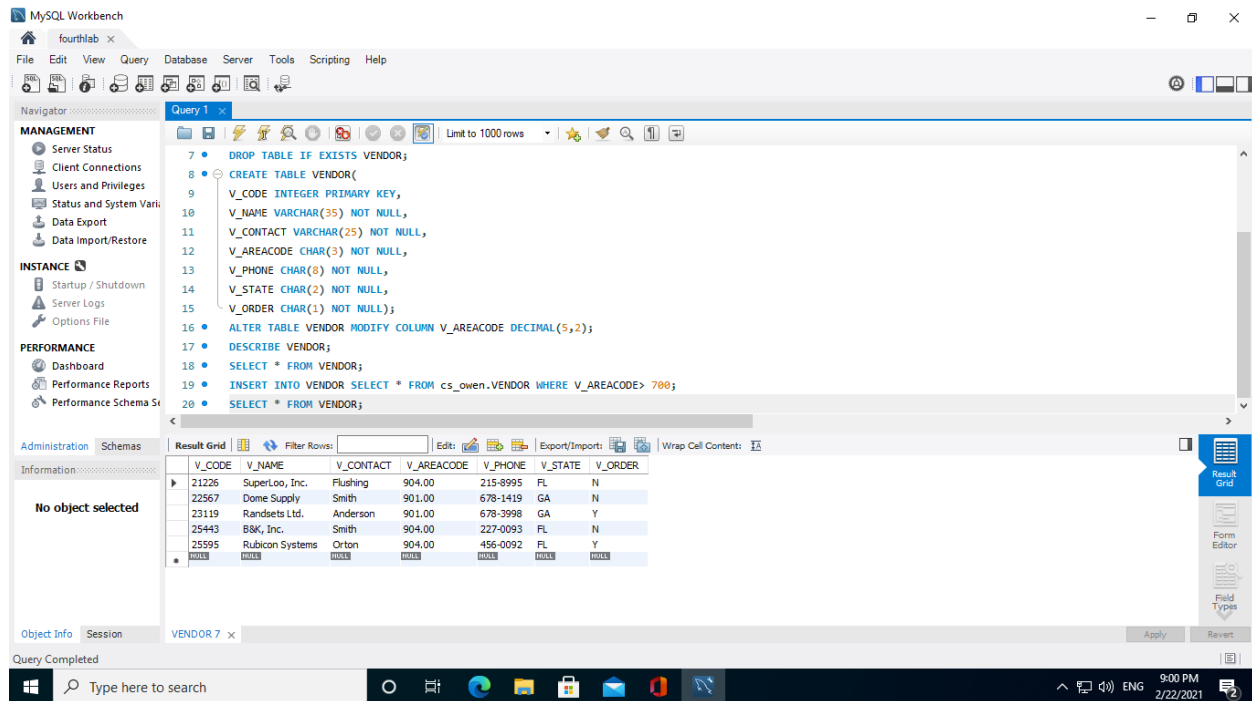 MySQL Workbench
fourthlab ×
File Edit View Query Database Server Tools Scripting Help
Navigator
Query 1 ×
MANAGEMENT
Server Status
Client Connections
Users and Privileges
Status and System Varia
Data Export
Data Import/Restore
INSTANCE
Startup / Shutdown
Server Logs
Options File
PERFORMANCE
Dashboard
Performance Reports
Performance Schema Se
Administration Schemas
Information
No object selected
Object Info Session
Limit to 1000 rows
7 DROP TABLE IF EXISTS VENDOR;
8 CREATE TABLE VENDOR(
9 V_CODE INTEGER PRIMARY KEY,
10 V_NAME VARCHAR(35) NOT NULL,
11 V_CONTACT VARCHAR(25) NOT NULL,
12 V_AREACODE CHAR(3) NOT NULL,
13 V_PHONE CHAR(8) NOT NULL,
14 V_STATE CHAR(2) NOT NULL,
15 V_ORDER CHAR(1) NOT NULL);
16 ALTER TABLE VENDOR MODIFY COLUMN V_AREACODE DECIMAL(5,2);
17 DESCRIBE VENDOR;
18 SELECT * FROM VENDOR;
19 INSERT INTO VENDOR SELECT * FROM cs_owen.VENDOR WHERE V_AREACODE> 700;
20 SELECT * FROM VENDOR;
Result Grid Filter Rows: Edit: Export/Import: Wrap Cell Content:
V_CODE V_NAME V_CONTACT V_AREACODE V_PHONE V_STATE V_ORDER
21226 SuperLoo, Inc. Flushing 904.00 215-8995 FL N
22567 Dome Supply Smith 901.00 678-1419 GA N
23119 Randsets Ltd. Anderson 901.00 678-3998 GA Y
25443 B&K, Inc. Smith 904.00 227-0093 FL N
25595 Rubicon Systems Orton 904.00 456-0092 FL Y
NULL NULL NULL NULL NULL NULL NULL
Result
Grid
Form
Editor
Field
Types
VENDOR 7 ×
Apply Revert
Query Completed
Type here to search
ENG
9:00 PM
2/22/2021
2